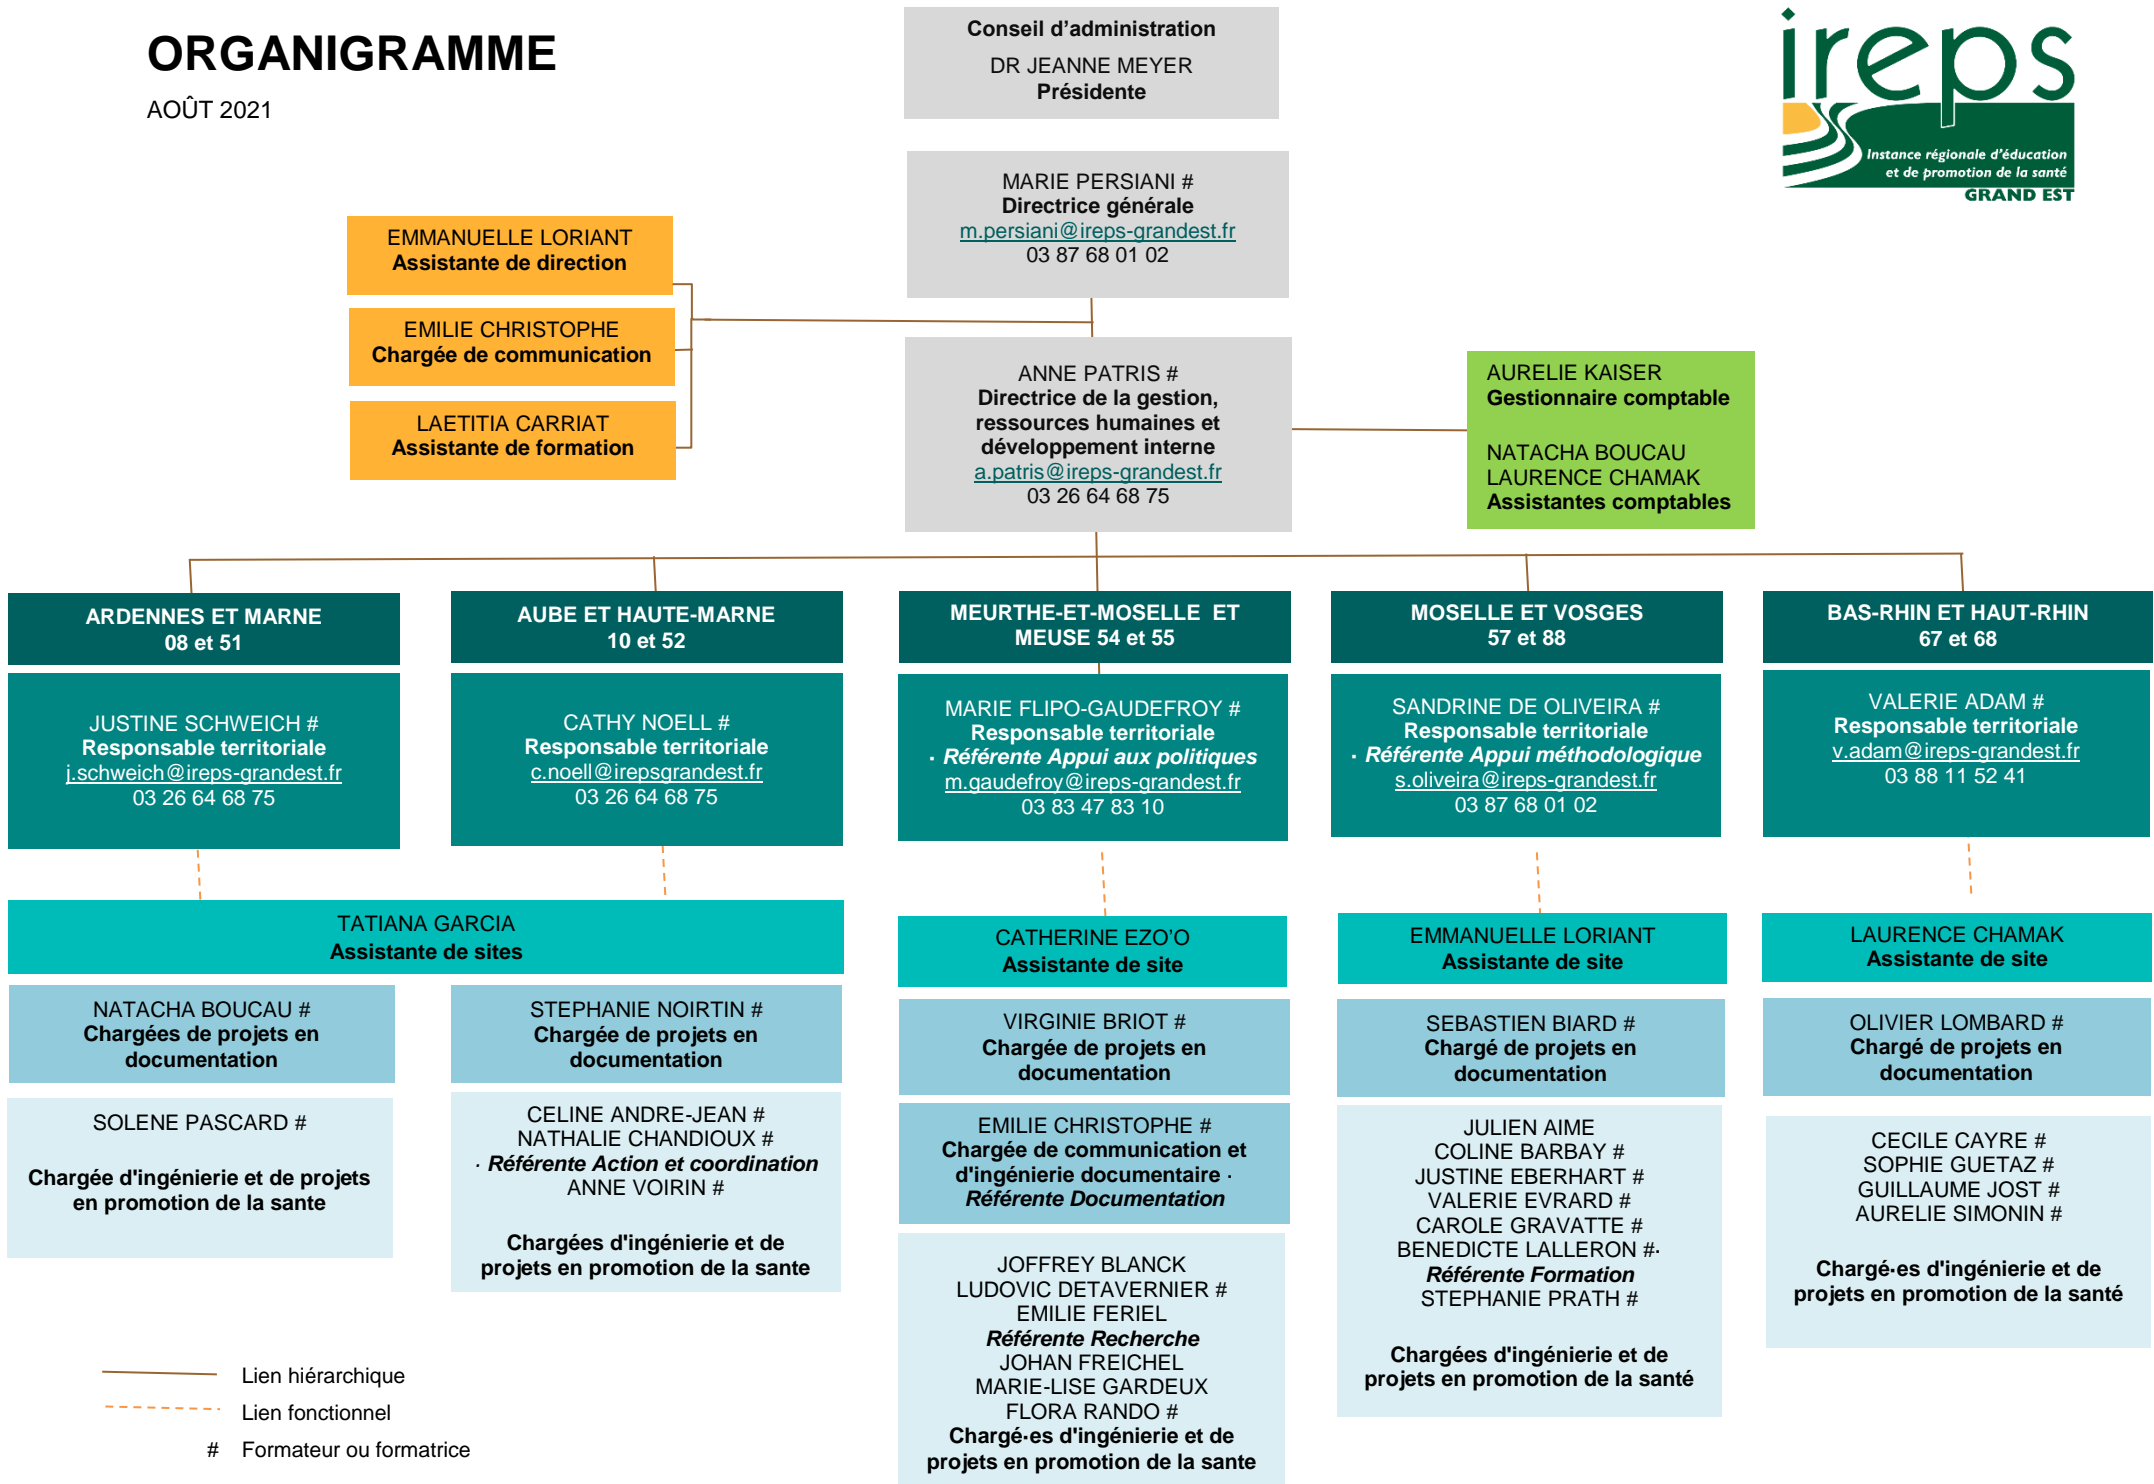 ORGANIGRAMME
AOÛT 2021
Conseil d'administration
DR JEANNE MEYER
Présidente
ireps
Instance régionale d'éducation
et de promotion de la santé
GRAND EST
MARIE PERSIANI #
Directrice générale
m.persiani@ireps-grandest.fr
03 87 68 01 02
EMMANUELLE LORIANT
Assistante de direction
EMILIE CHRISTOPHE
Chargée de communication
LAETITIA CARRIAT
Assistante de formation
ANNE PATRIS #
Directrice de la gestion,
ressources humaines et
développement interne
a.patris@ireps-grandest.fr
03 26 64 68 75
AURELIE KAISER
Gestionnaire comptable
NATACHA BOUCAU
LAURENCE CHAMAK
Assistantes comptables
ARDENNES ET MARNE
08 et 51
JUSTINE SCHWEICH #
Responsable territoriale
j.schweich@ireps-grandest.fr
03 26 64 68 75
AUBE ET HAUTE-MARNE
10 et 52
CATHY NOELL #
Responsable territoriale
c.noell@irepsgrandest.fr
03 26 64 68 75
MEURTHE-ET-MOSELLE ET
MEUSE 54 et 55
MARIE FLIPO-GAUDEFROY #
Responsable territoriale
· Référente Appui aux politiques
m.gaudefroy@ireps-grandest.fr
03 83 47 83 10
MOSELLE ET VOSGES
57 et 88
SANDRINE DE OLIVEIRA #
Responsable territoriale
· Référente Appui méthodologique
s.oliveira@ireps-grandest.fr
03 87 68 01 02
BAS-RHIN ET HAUT-RHIN
67 et 68
VALERIE ADAM #
Responsable territoriale
v.adam@ireps-grandest.fr
03 88 11 52 41
TATIANA GARCIA
Assistante de sites
CATHERINE EZO'O
Assistante de site
EMMANUELLE LORIANT
Assistante de site
LAURENCE CHAMAK
Assistante de site
NATACHA BOUCAU #
Chargées de projets en
documentation
STEPHANIE NOIRTIN #
Chargée de projets en
documentation
VIRGINIE BRIOT #
Chargée de projets en
documentation
SEBASTIEN BIARD #
Chargé de projets en
documentation
OLIVIER LOMBARD #
Chargé de projets en
documentation
SOLENE PASCARD #
Chargée d'ingénierie et de projets
en promotion de la sante
CELINE ANDRE-JEAN #
NATHALIE CHANDIOUX #
· Référente Action et coordination
ANNE VOIRIN #
Chargées d'ingénierie et de
projets en promotion de la sante
EMILIE CHRISTOPHE #
Chargée de communication et
d'ingénierie documentaire ·
Référente Documentation
JOFFREY BLANCK
LUDOVIC DETAVERNIER #
EMILIE FERIEL
Référente Recherche
JOHAN FREICHEL
MARIE-LISE GARDEUX
FLORA RANDO #
Chargé·es d'ingénierie et de
projets en promotion de la sante
JULIEN AIME
COLINE BARBAY #
JUSTINE EBERHART #
VALERIE EVRARD #
CAROLE GRAVATTE #
BENEDICTE LALLERON #·
Référente Formation
STEPHANIE PRATH #
Chargées d'ingénierie et de
projets en promotion de la santé
CECILE CAYRE #
SOPHIE GUETAZ #
GUILLAUME JOST #
AURELIE SIMONIN #
Chargé·es d'ingénierie et de
projets en promotion de la santé
Lien hiérarchique
Lien fonctionnel
# Formateur ou formatrice